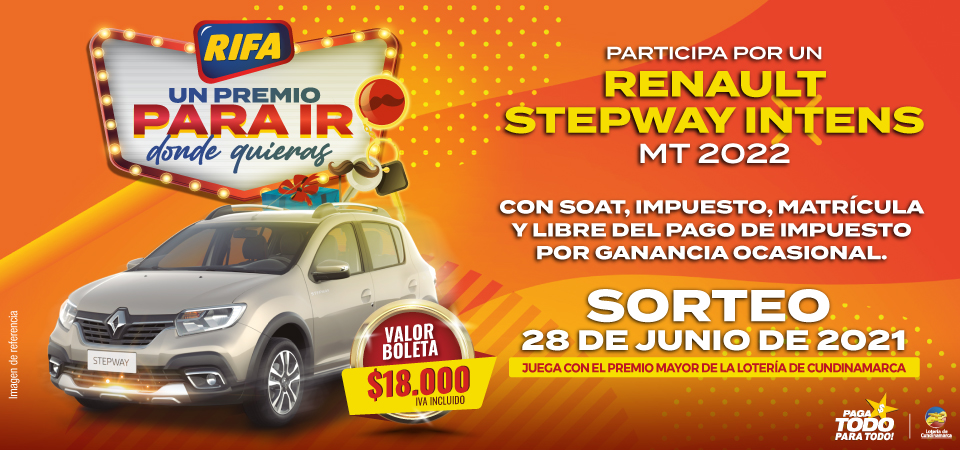 RIFA
UN PREMIO
PARA IR
donde quieras
PARTICIPA POR UN
RENAULT
STEPWAY INTENS
MT 2022
CON SOAT, IMPUESTO, MATRÍCULA
Y LIBRE DEL PAGO DE IMPUESTO
POR GANANCIA OCASIONAL.
SORTEO
28 DE JUNIO DE 2021
JUEGA CON EL PREMIO MAYOR DE LA LOTERÍA DE CUNDINAMARCA
STEPWAY
VALOR
BOLETA
$18.000
IVA INCLUIDO
Imagen de referencia
PAGA
TODO
PARA TODO!
Lotería de
Cundinamarca